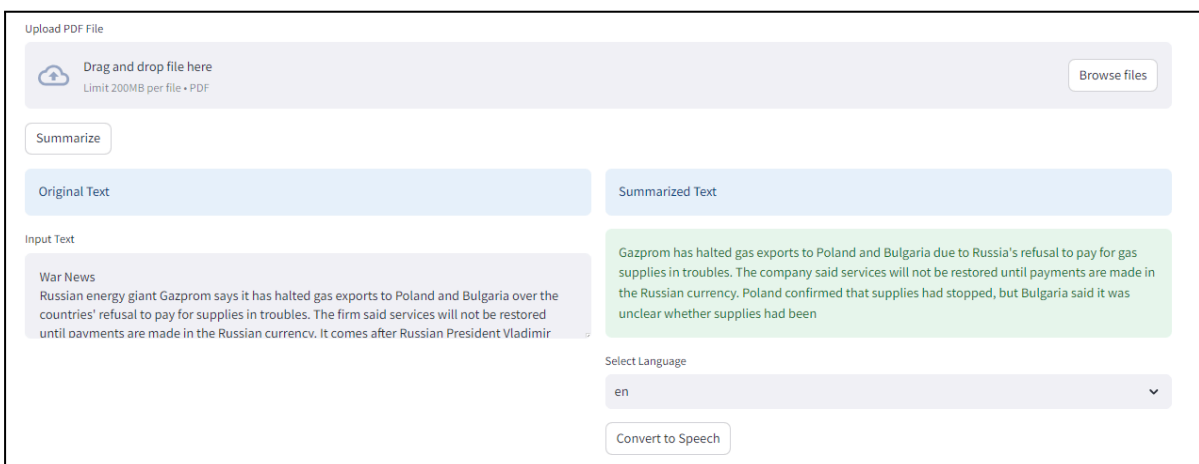 Upload PDF File
Drag and drop file here
Limit 200MB per file • PDF
Browse files
Summarize
Original Text
Summarized Text
Input Text
War News
Russian energy giant Gazprom says it has halted gas exports to Poland and Bulgaria over the
countries' refusal to pay for supplies in troubles. The firm said services will not be restored
until payments are made in the Russian currency. It comes after Russian President Vladimir
Gazprom has halted gas exports to Poland and Bulgaria due to Russia's refusal to pay for gas
supplies in troubles. The company said services will not be restored until payments are made in
the Russian currency. Poland confirmed that supplies had stopped, but Bulgaria said it was
unclear whether supplies had been
Select Language
en
Convert to Speech